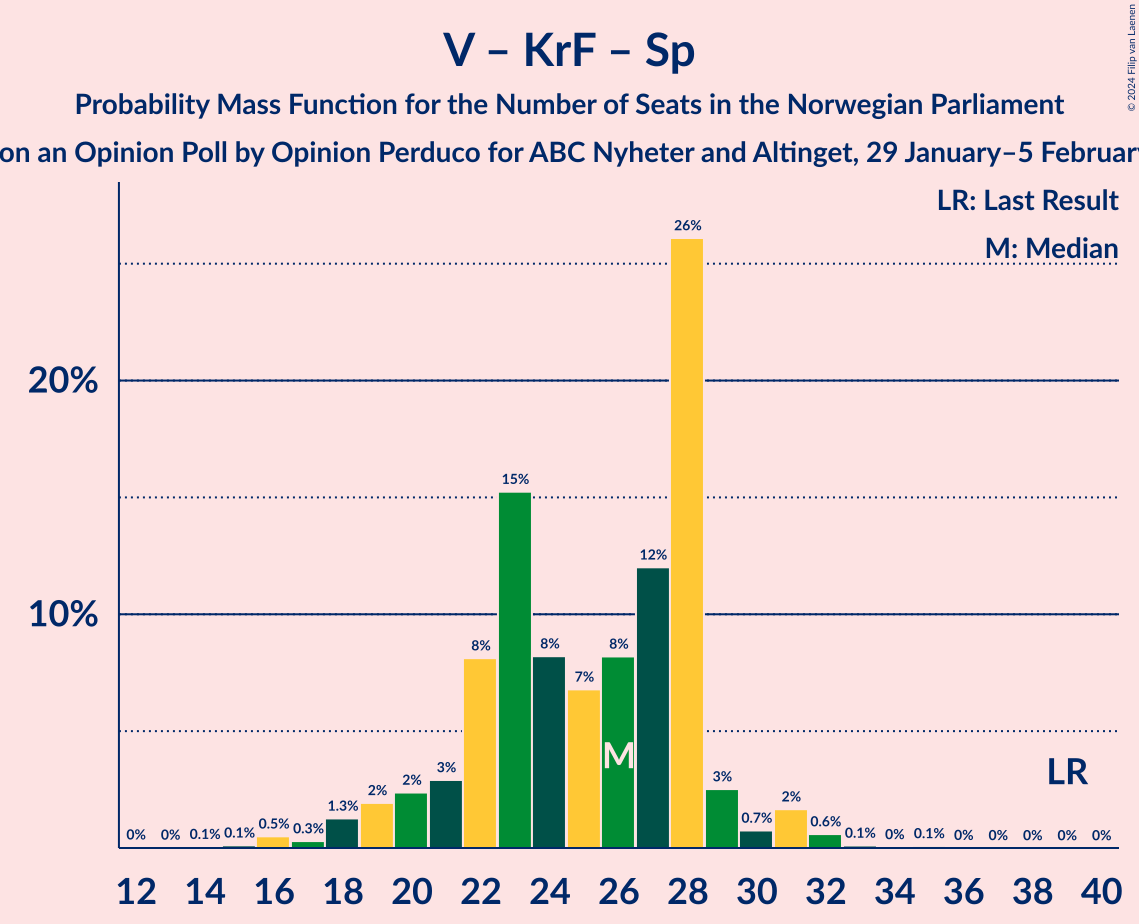 V – KrF – Sp
Probability Mass Function for the Number of Seats in the Norwegian Parliament
on an Opinion Poll by Opinion Perduco for ABC Nyheter and Altinget, 29 January–5 February
© 2024 Filip van Laenen
LR: Last Result
M: Median
20%
10%
0% 0% 0.1% 0.1% 0.5% 0.3% 1.3% 2% 2% 3% 8% 15% 8% 7% 8% 12% 26% 3% 0.7% 2% 0.6% 0.1% 0% 0.1% 0% 0% 0% 0% 0%
M
LR
12 14 16 18 20 22 24 26 28 30 32 34 36 38 40